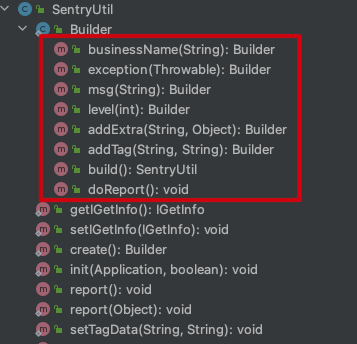 SentryUtil
Builder
businessName(String): Builder
exception(Throwable): Builder
msg(String): Builder
level(int): Builder
addExtra(String, Object): Builder
addTag(String, String): Builder
build(): SentryUtil
doReport(): void
getIGetInfo(): IGetInfo
setIGetInfo(IGetInfo): void
create(): Builder
init(Application, boolean): void
report(): void
report(Object): void
setTagData(String, String): void